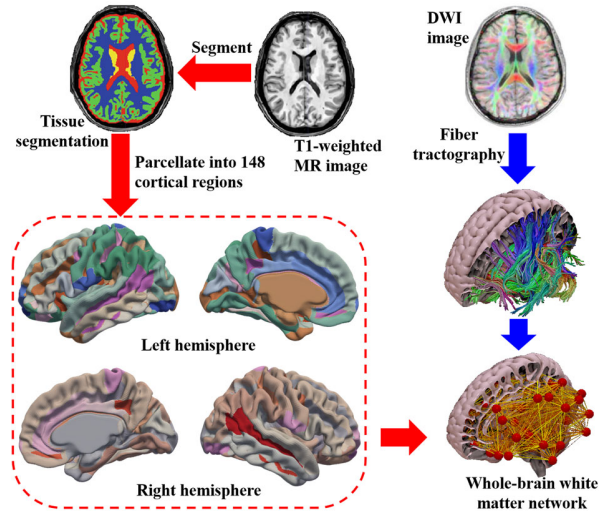 Segment
DWI
image
Tissue
segmentation
T1-weighted
MR image
Fiber
tractography
Parcellate into 148
cortical regions
Left hemisphere
Right hemisphere
Whole-brain white
matter network